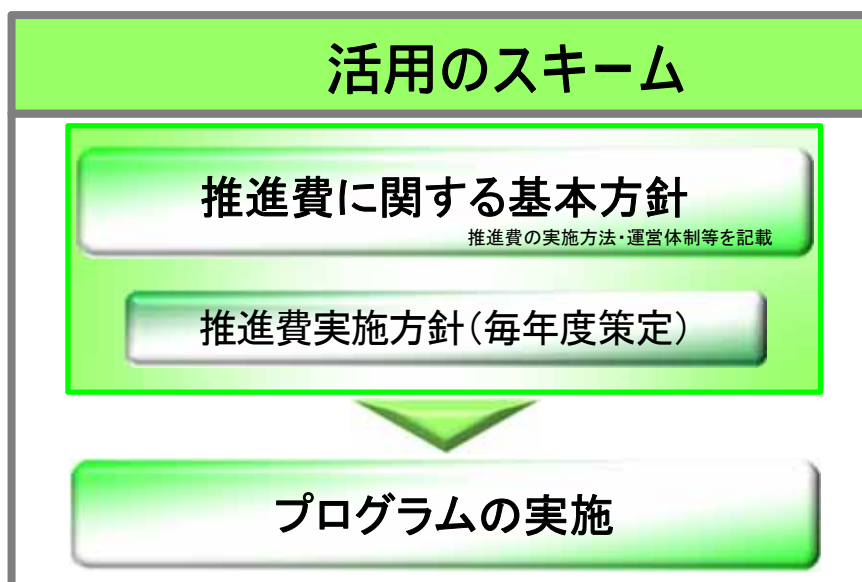 活用のスキーム
推進費に関する基本方針
推進費の実施方法・運営体制等を記載
推進費実施方針(毎年度策定)
プログラムの実施